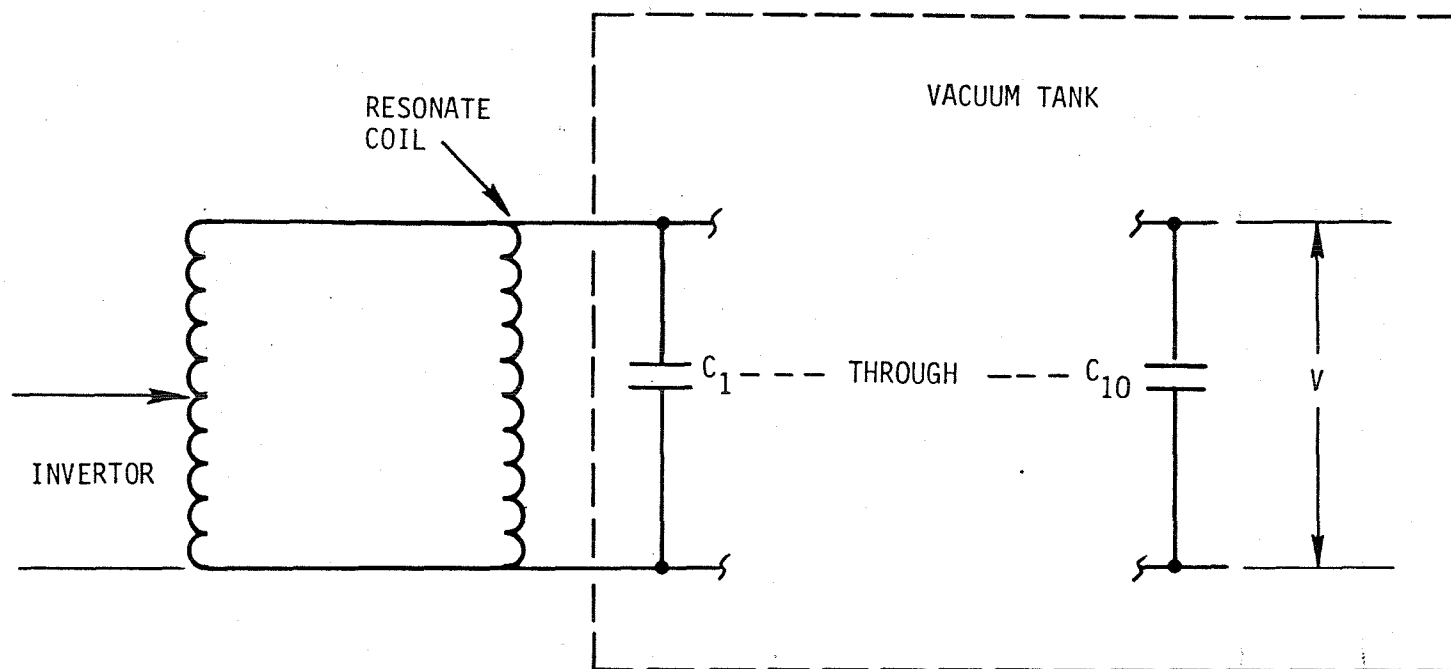 VACUUM TANK
RESONATE
COIL
C1 --- THROUGH --- C10
V
INVERTOR